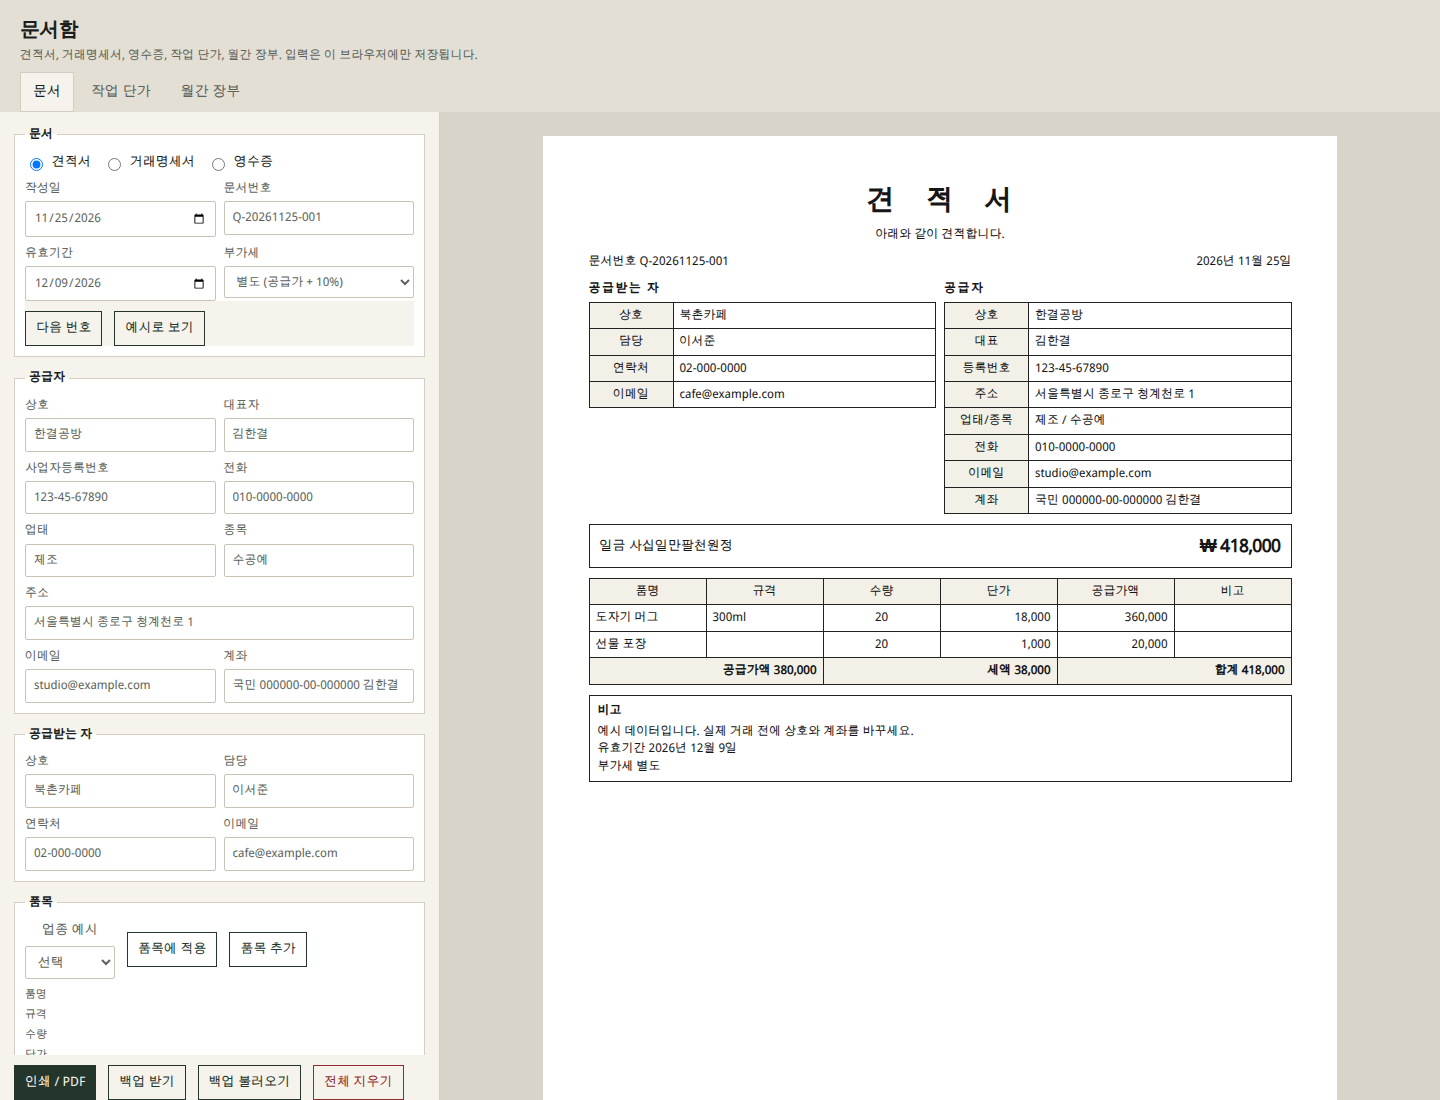 문서함
견적서, 거래명세서, 영수증, 작업 단가, 월간 장부. 입력은 이 브라우저에만 저장됩니다.
문서 작업 단가 월간 장부
문서
견적서 거래명세서 영수증
작성일 문서번호
11/25/2026 Q-20261125-001
유효기간 부가세
12/09/2026 별도 (공급가 + 10%)
다음 번호 예시로 보기
공급자
상호 대표자
한결공방 김한결
사업자등록번호 전화
123-45-67890 010-0000-0000
업태 종목
제조 수공예
주소
서울특별시 종로구 청계천로 1
이메일 계좌
studio@example.com 국민 000000-00-000000 김한결
공급받는 자
상호 담당
북촌카페 이서준
연락처 이메일
02-000-0000 cafe@example.com
품목
업종 예시
선택 품목에 적용 품목 추가
품명
규격
수량
단가
인쇄 / PDF 백업 받기 백업 불러오기 전체 지우기
견 적 서
아래와 같이 견적합니다.
문서번호 Q-20261125-001 2026년 11월 25일
공급받는 자
상호 북촌카페
담당 이서준
연락처 02-000-0000
이메일 cafe@example.com
공급자
상호 한결공방
대표 김한결
등록번호 123-45-67890
주소 서울특별시 종로구 청계천로 1
업태/종목 제조 / 수공예
전화 010-0000-0000
이메일 studio@example.com
계좌 국민 000000-00-000000 김한결
일금 사십일만팔천원정 ₩ 418,000
품명 규격 수량 단가 공급가액 비고
도자기 머그 300ml 20 18,000 360,000
선물 포장 20 1,000 20,000
공급가액 380,000 세액 38,000 합계 418,000
비고
예시 데이터입니다. 실제 거래 전에 상호와 계좌를 바꾸세요.
유효기간 2026년 12월 9일
부가세 별도